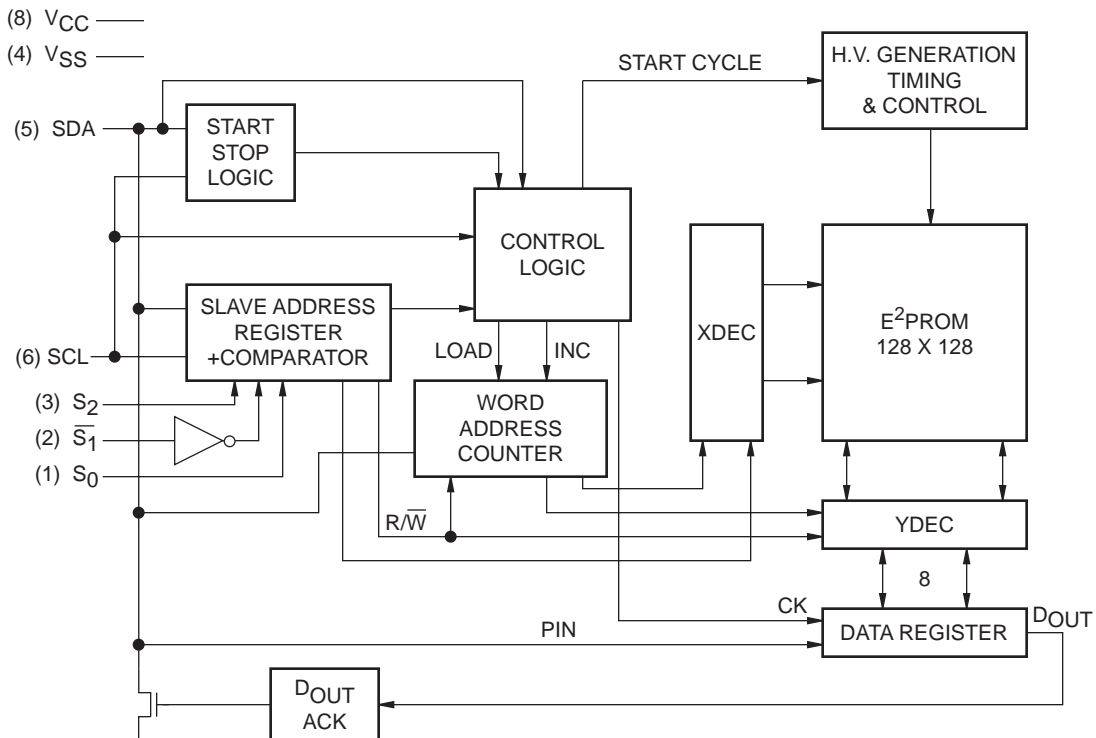 (8) VCC
(4) VSS
START CYCLE
H.V. GENERATION
TIMING
& CONTROL
(5) SDA
START
STOP
LOGIC
CONTROL
LOGIC
SLAVE ADDRESS
REGISTER
+COMPARATOR
XDEC
E²PROM
128 X 128
(6) SCL
LOAD
INC
(3) S2
(2) S̅1̅
(1) S0
WORD
ADDRESS
COUNTER
R/W̅
YDEC
8
CK
DOUT
PIN
DATA REGISTER
DOUT
ACK